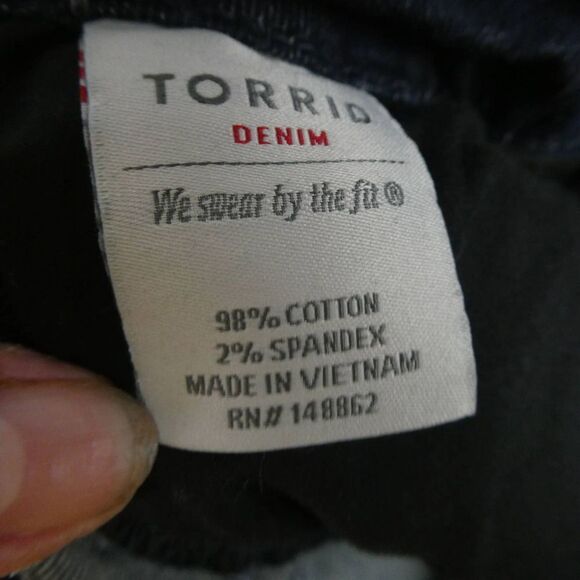 TORRID
DENIM
We swear by the fit ®
98% COTTON
2% SPANDEX
MADE IN VIETNAM
RN# 148862